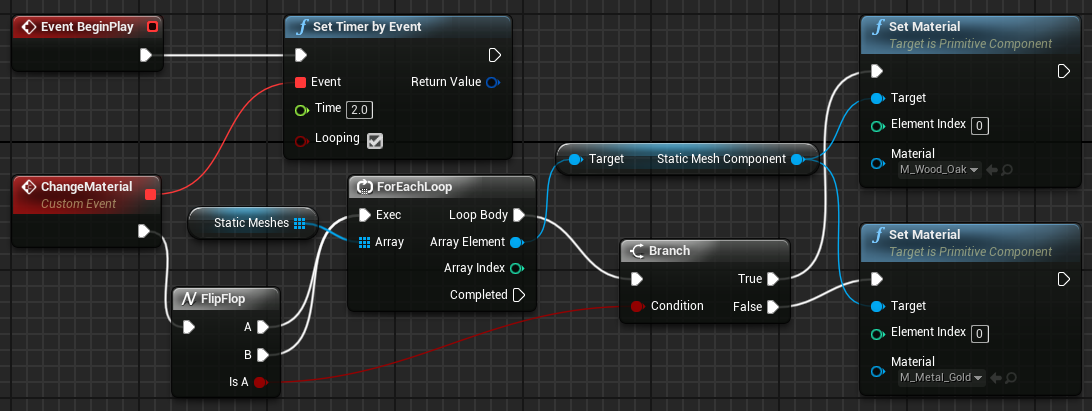 Event BeginPlay
Set Timer by Event
Event
Return Value
Time 2.0
Looping
ChangeMaterial
Custom Event
Static Meshes
ForEachLoop
Exec
Loop Body
Array
Array Element
Array Index
Completed
FlipFlop
A
B
Is A
Target
Static Mesh Component
Branch
True
Condition
False
Set Material
Target is Primitive Component
Target
Element Index 0
Material
M_Wood_Oak
Set Material
Target is Primitive Component
Target
Element Index 0
Material
M_Metal_Gold